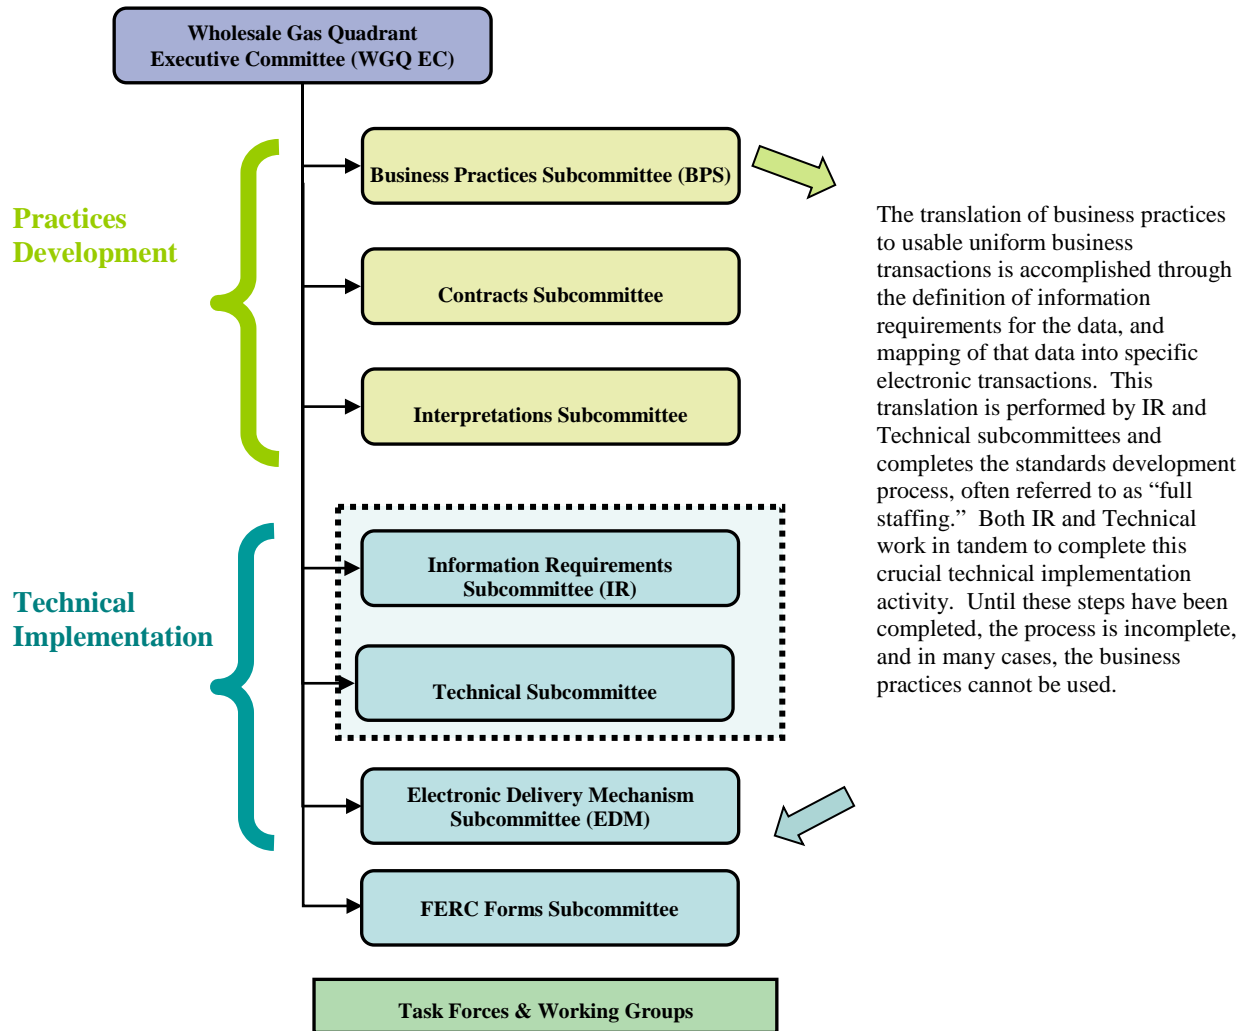 Wholesale Gas Quadrant
Executive Committee (WGQ EC)
Practices
Development
Business Practices Subcommittee (BPS)
Contracts Subcommittee
Interpretations Subcommittee
Technical
Implementation
Information Requirements
Subcommittee (IR)
Technical Subcommittee
Electronic Delivery Mechanism
Subcommittee (EDM)
FERC Forms Subcommittee
Task Forces & Working Groups
The translation of business practices
to usable uniform business
transactions is accomplished through
the definition of information
requirements for the data, and
mapping of that data into specific
electronic transactions.  This
translation is performed by IR and
Technical subcommittees and
completes the standards development
process, often referred to as “full
staffing.”  Both IR and Technical
work in tandem to complete this
crucial technical implementation
activity.  Until these steps have been
completed, the process is incomplete,
and in many cases, the business
practices cannot be used.